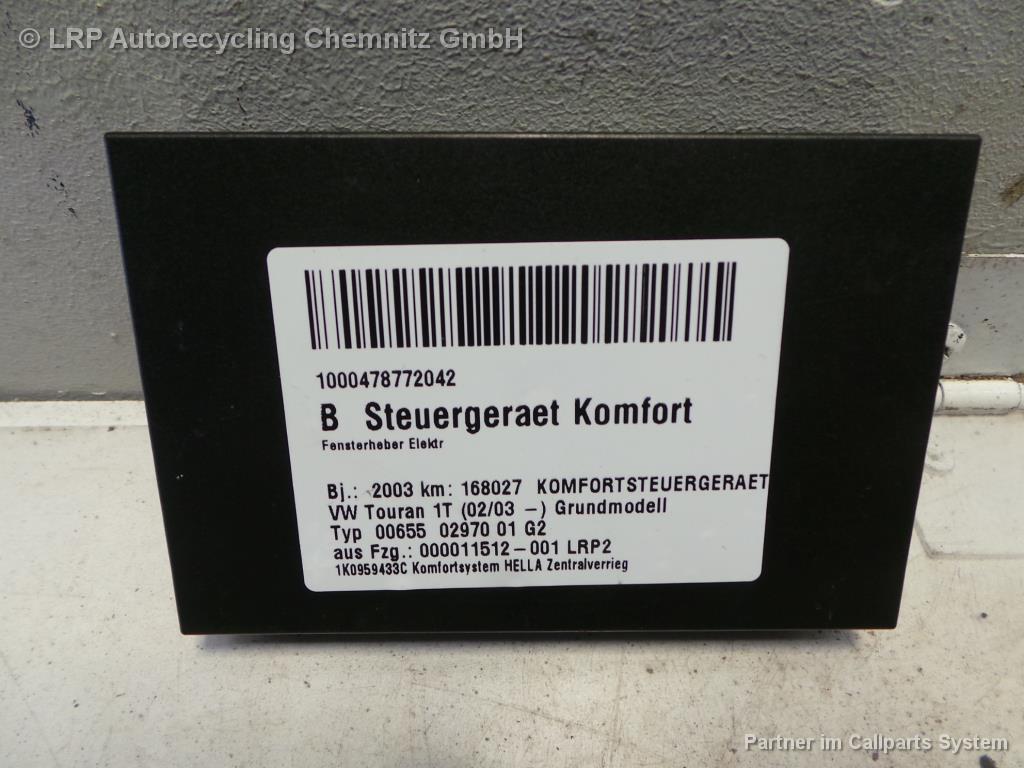 © LRP Autorecycling Chemnitz GmbH
1000478772042
B Steuergeraet Komfort
Fensterheber Elektr
Bj.: 2003 km: 168027 KOMFORTSTEUERGERAET
VW Touran 1T (02/03 -) Grundmodell
Typ 00655 02970 01 G2
aus Fzg.: 000011512-001 LRP2
1K0959433C Komfortsystem HELLA Zentralverrieg
Partner im Callparts System